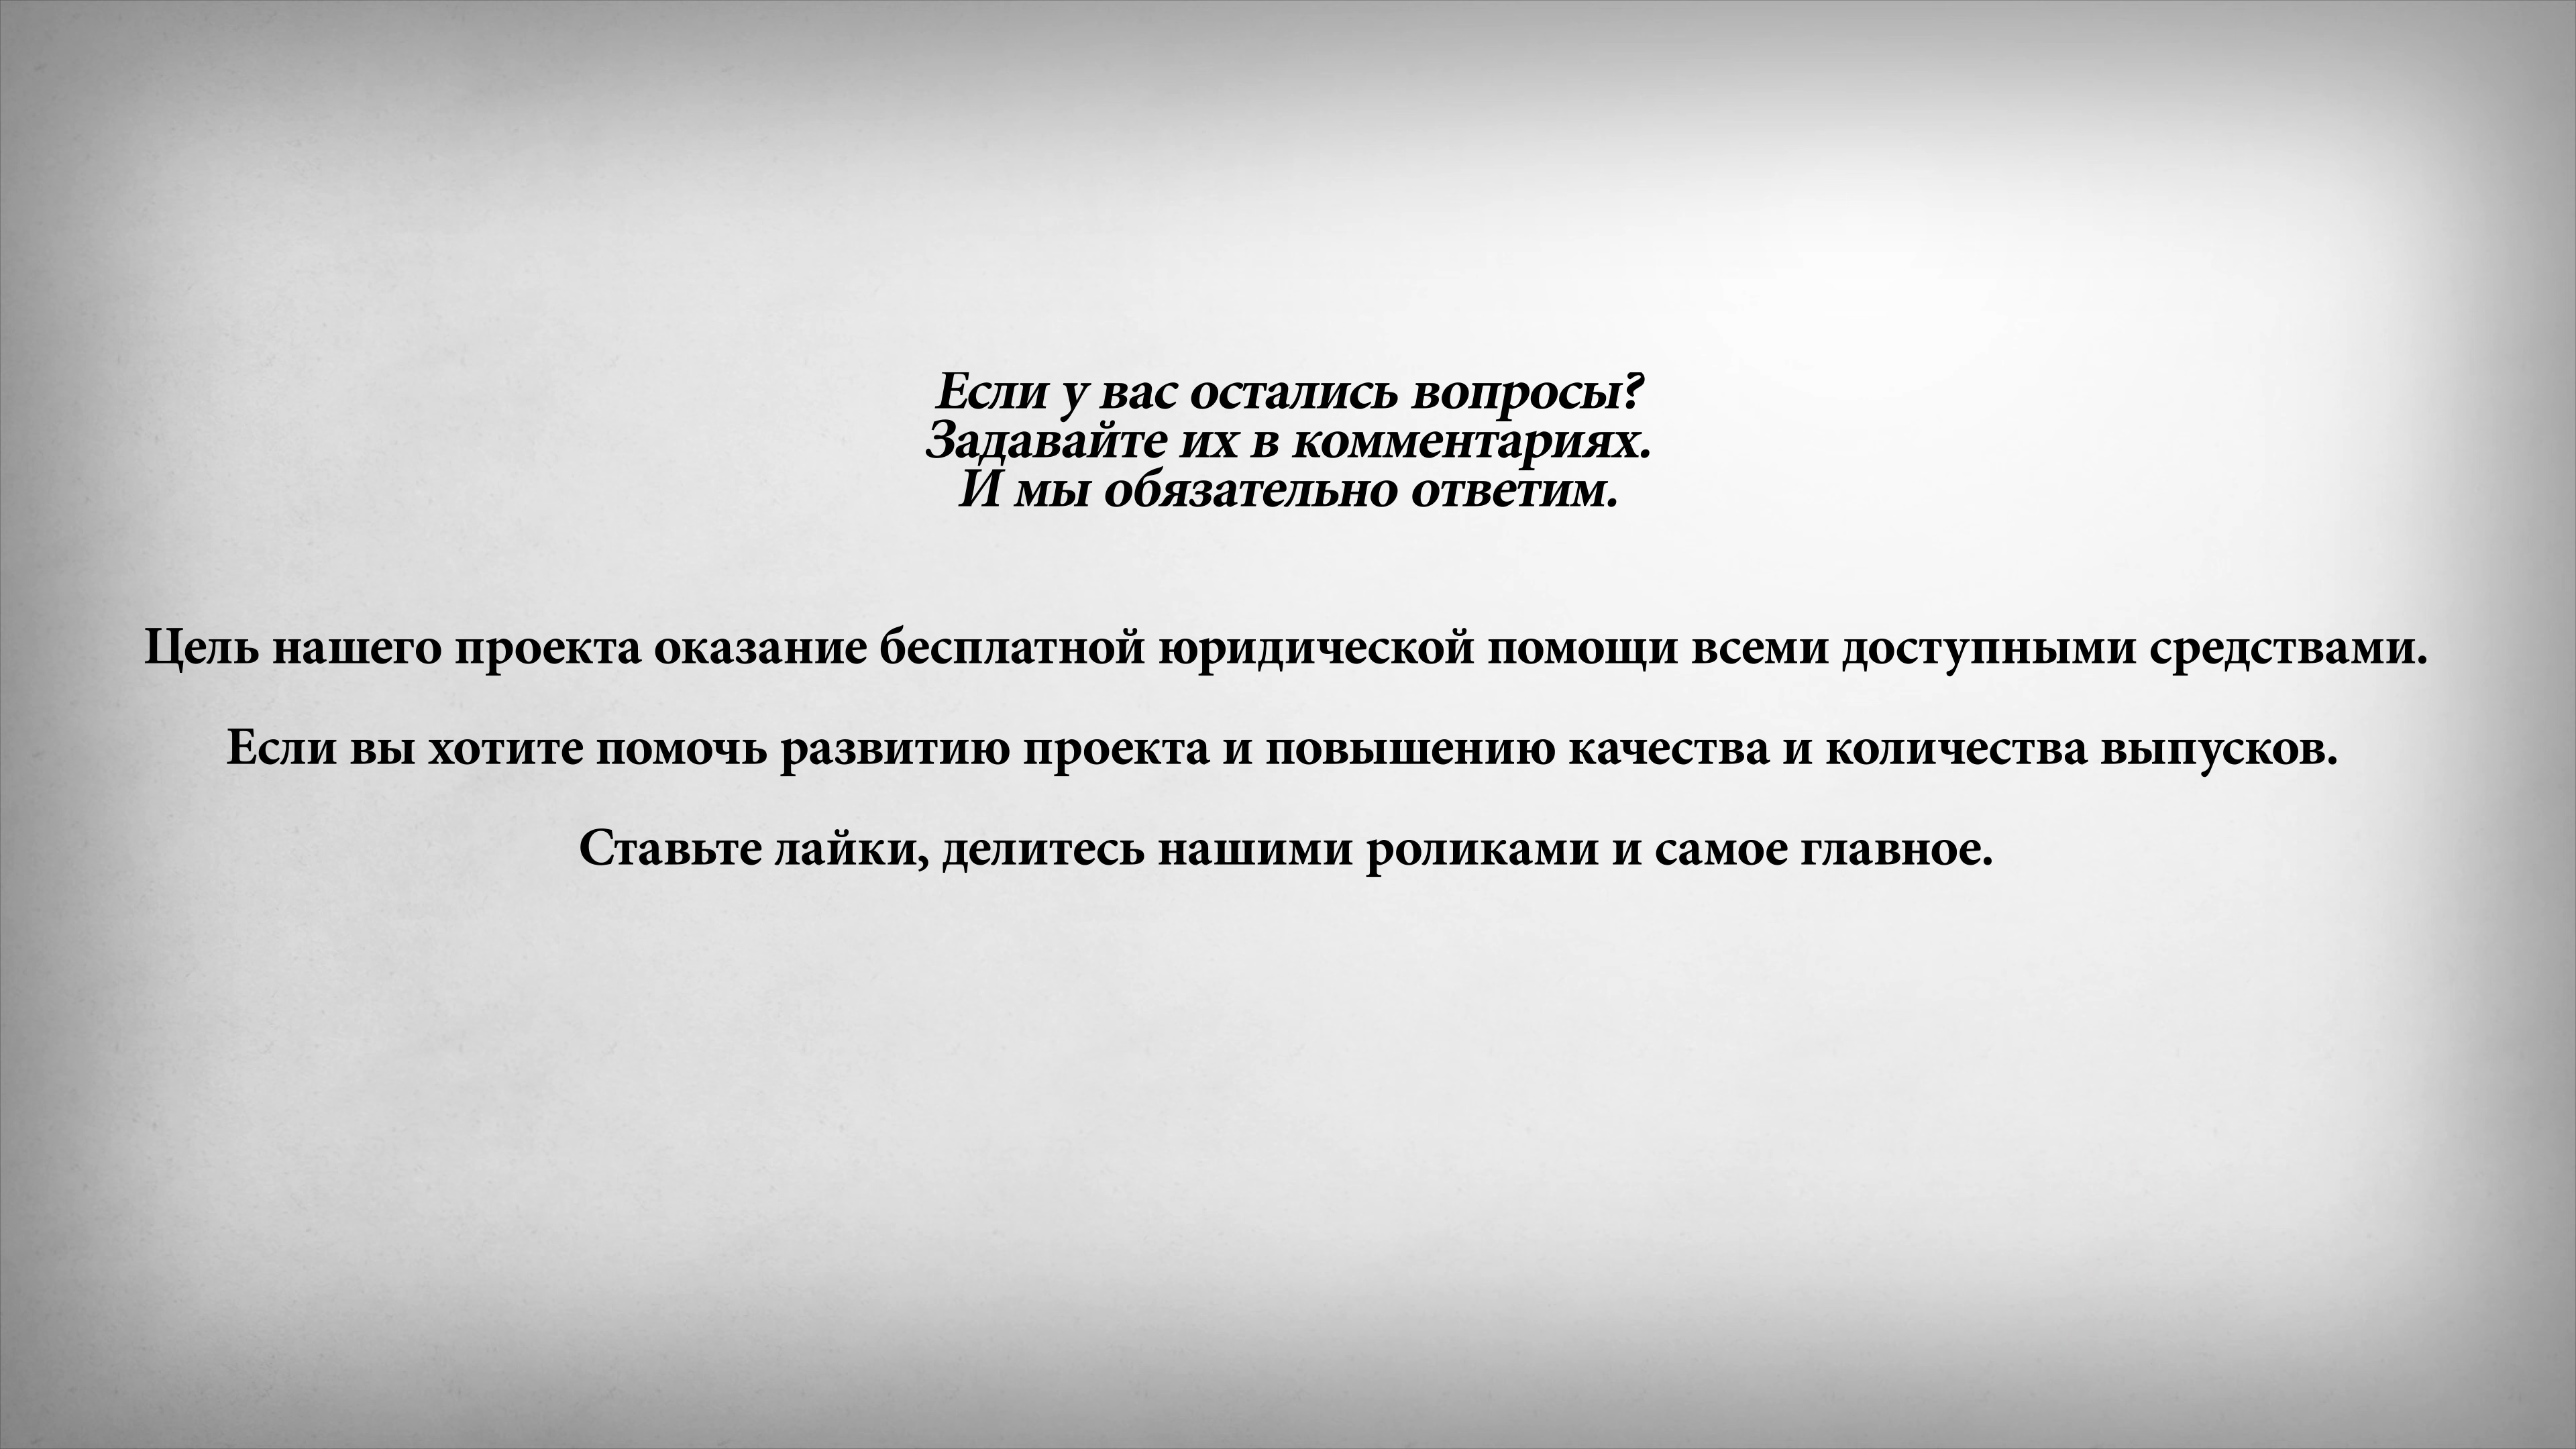 Если у вас остались вопросы?
Задавайте их в комментариях.
И мы обязательно ответим.
Цель нашего проекта оказание бесплатной юридической помощи всеми доступными средствами.
Если вы хотите помочь развитию проекта и повышению качества и количества выпусков.
Ставьте лайки, делитесь нашими роликами и самое главное.